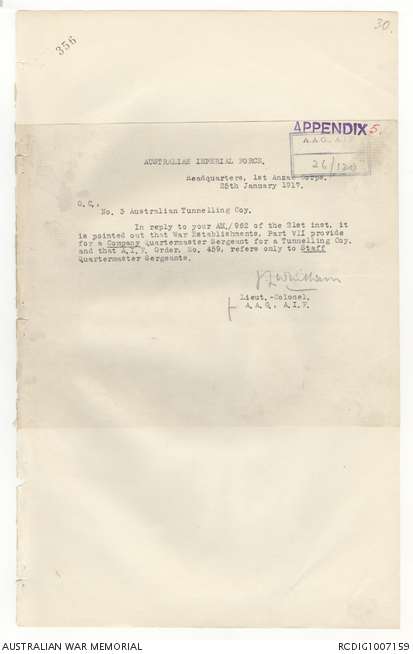 356
30.
APPENDIX 5.
A.A.G., A.I.F.
26/120
AUSTRALIAN IMPERIAL FORCE.
Headquarters, 1st Anzac Corps.
25th January 1917.
O.C.,
No. 3 Australian Tunnelling Coy.
In reply to your AM/962 of the 21st inst. it
is pointed out that War Establishments, Part VII provide
for a Company Quartermaster Sergeant for a Tunnelling Coy.
and that A.I.F. Order, No. 459, refers only to Staff
Quartermaster Sergeants.
Lieut.-Colonel.
A.A.G., A.I.F.
AUSTRALIAN WAR MEMORIAL
RCDIG1007159